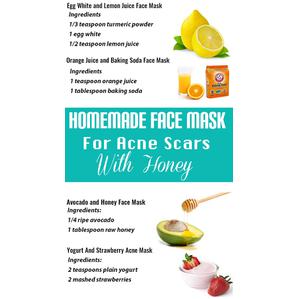 Egg White and Lemon Juice Face Mask
Ingredients
1/3 teaspoon turmeric powder
1 egg white
1/2 teaspoon lemon juice
Orange Juice and Baking Soda Face Mask
Ingredients
1 teaspoon orange juice
1 tablespoon baking soda
HOMEMADE FACE MASK
For Acne Scars
With Honey
Avocado and Honey Face Mask
Ingredients:
1/4 ripe avocado
1 tablespoon raw honey
Yogurt And Strawberry Acne Mask
Ingredients:
2 teaspoons plain yogurt
2 mashed strawberries